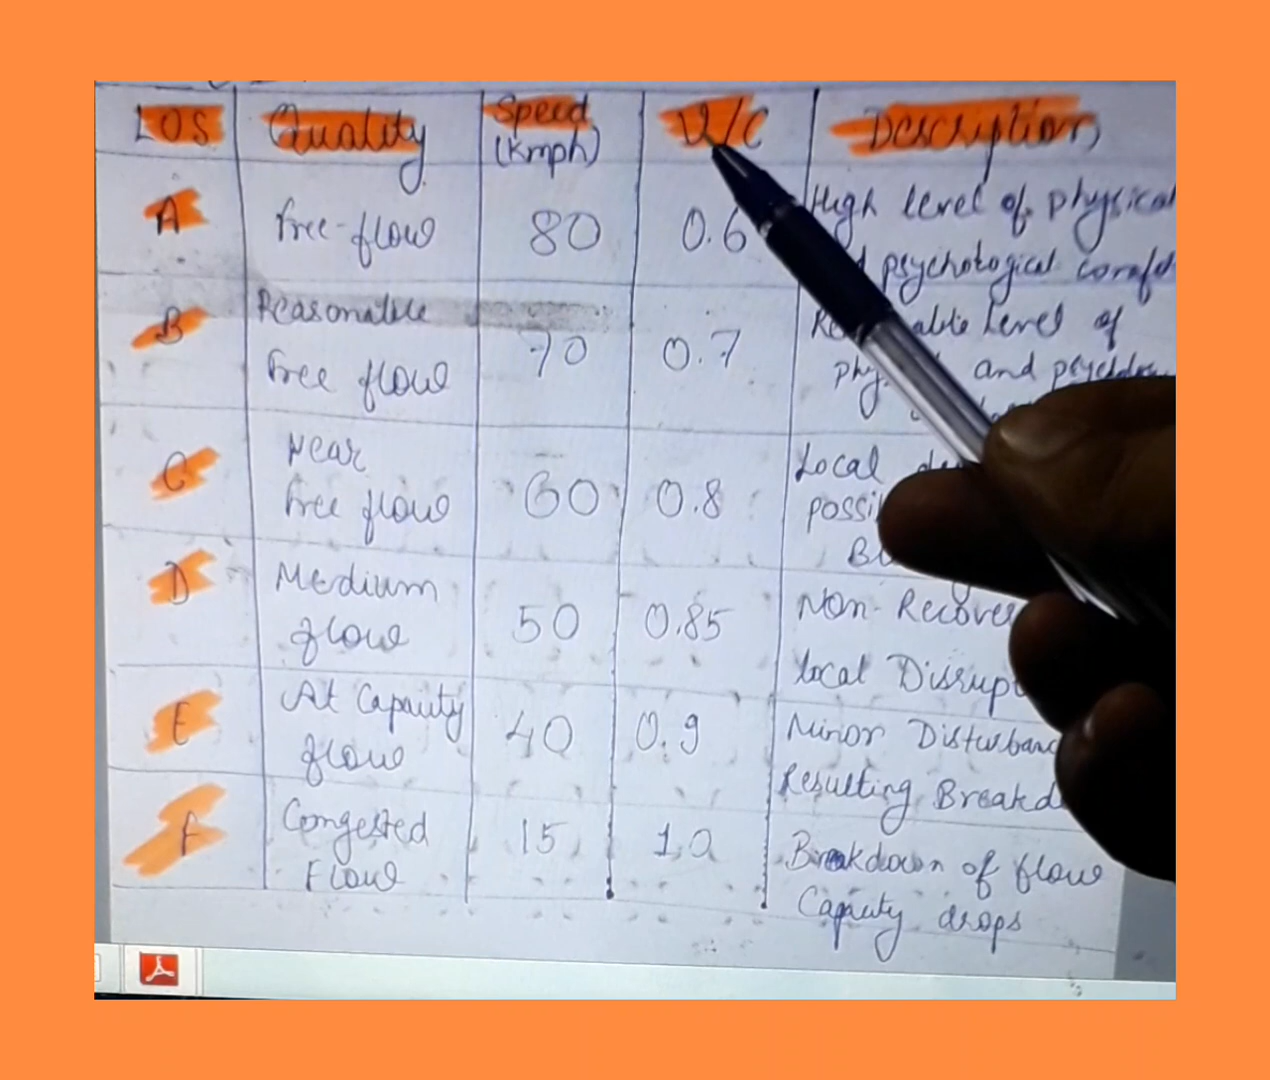 LOS Quality Speed (Kmph) V/C Description
A Free-flow 80 0.6 High level of physical
psychological comfort
B Reasonable Free flow 70 0.7 level of
and
C Near Free flow 60 0.8 Local
D Medium flow 50 0.85 Non-
local
E At Capacity flow 40 0.9 Minor
Resulting
F Congested Flow 15 1.0 Breakdown of flow
Capacity drops